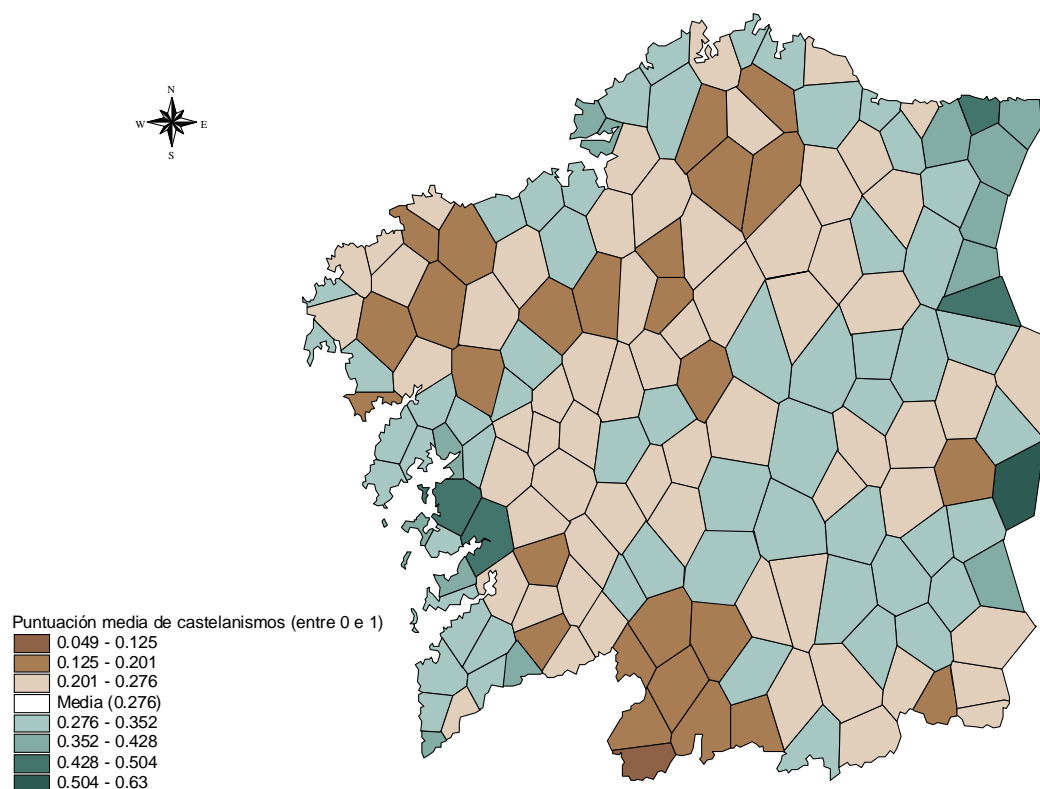 N
W E
S
Puntuación media de castelanismos (entre 0 e 1)
0.049 - 0.125
0.125 - 0.201
0.201 - 0.276
Media (0.276)
0.276 - 0.352
0.352 - 0.428
0.428 - 0.504
0.504 - 0.63